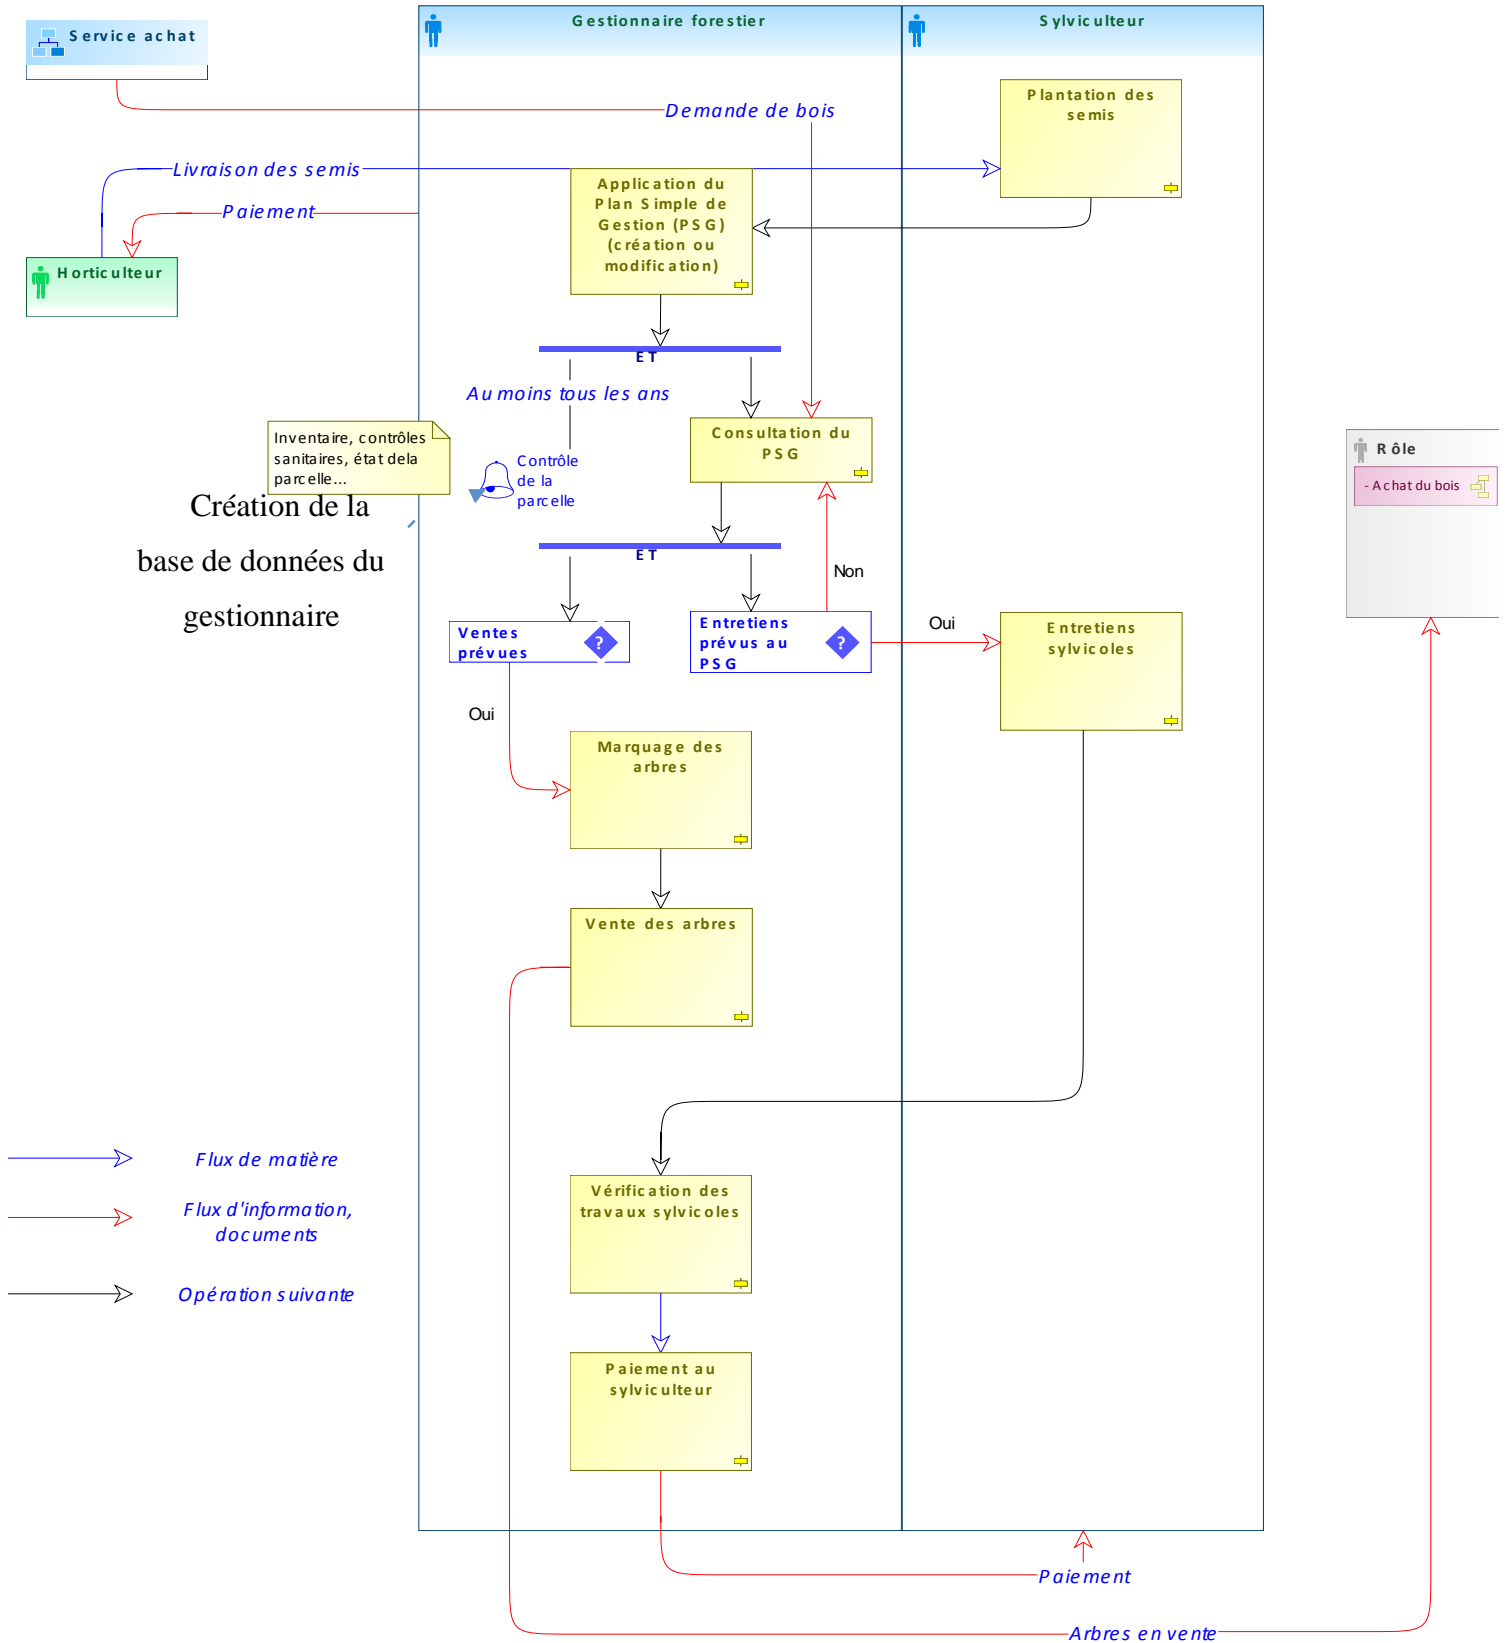 Service achat
Gestionnaire forestier
Sylviculteur
Demande de bois
Plantation des
semis
Livraison des semis
Paiement
Horticulteur
Application du
Plan Simple de
Gestion (PSG)
(création ou
modification)
ET
Au moins tous les ans
Inventaire, contrôles
sanitaires, état dela
parcelle...
Contrôle
de la
parcelle
Consultation du
PSG
Rôle
- Achat du bois
Création de la
base de données du
gestionnaire
ET
Non
Ventes
prévues
?
Entretiens
prévus au
PSG
?
Oui
Entretiens
sylvicoles
Oui
Marquage des
arbres
Vente des arbres
Flux de matière
Flux d'information,
documents
Opération suivante
Vérification des
travaux sylvicoles
Paiement au
sylviculteur
Paiement
Arbres en vente